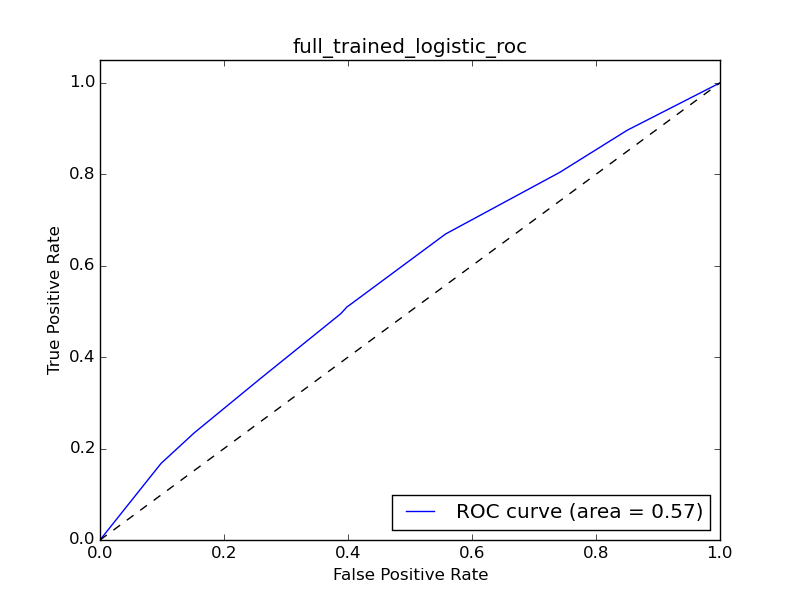 full_trained_logistic_roc
True Positive Rate
1.0
0.8
0.6
0.4
0.2
0.0
ROC curve (area = 0.57)
0.0 0.2 0.4 0.6 0.8 1.0
False Positive Rate